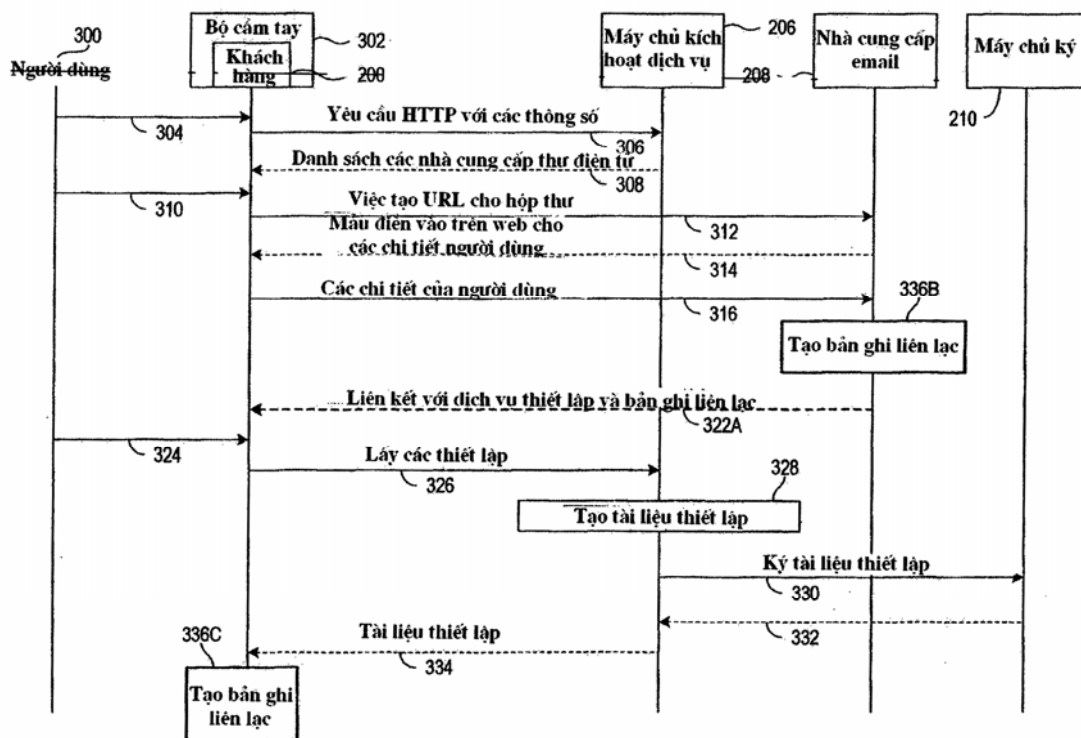 300
Người dùng
Bộ cầm tay
302
Khách
hàng
200
Máy chủ kích
hoạt dịch vụ
206
208
Nhà cung cấp
email
Máy chủ ký
210
304
Yêu cầu HTTP với các thông số
306
Danh sách các nhà cung cấp thư điện tử
308
310
Việc tạo URL cho hộp thư
312
Mẫu điền vào trên web cho
các chi tiết người dùng
314
Các chi tiết của người dùng
316
336B
Tạo bản ghi liên lạc
Liên kết với dịch vụ thiết lập và bản ghi liên lạc
322A
324
Lấy các thiết lập
326
328
Tạo tài liệu thiết lập
Ký tài liệu thiết lập
330
332
Tài liệu thiết lập
334
336C
Tạo bản ghi
liên lạc